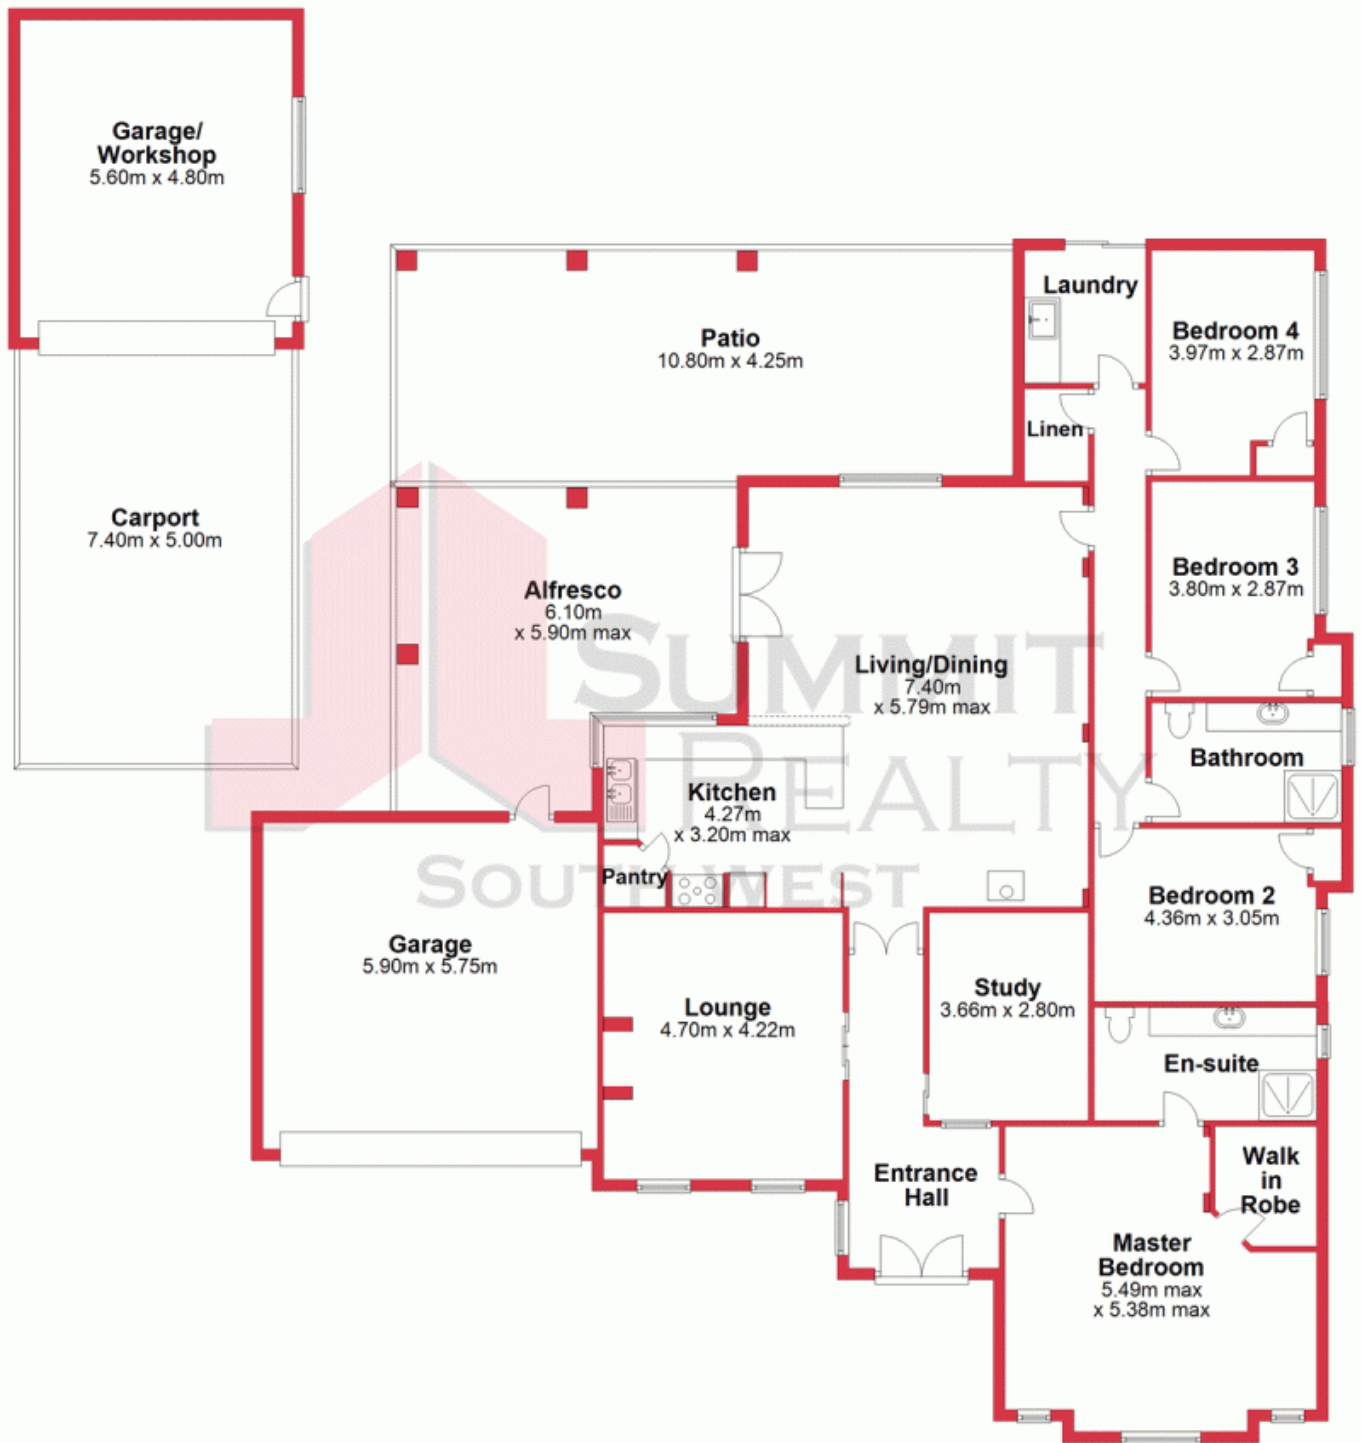 Garage/
Workshop
5.60m x 4.80m
Laundry
Bedroom 4
3.97m x 2.87m
Patio
10.80m x 4.25m
Linen
Carport
7.40m x 5.00m
Bedroom 3
3.80m x 2.87m
Alfresco
6.10m
x 5.90m max
SUMMIT
REALTY
SOUTH WEST
Living/Dining
7.40m
x 5.79m max
Bathroom
Kitchen
4.27m
x 3.20m max
Pantry
Bedroom 2
4.36m x 3.05m
Garage
5.90m x 5.75m
Lounge
4.70m x 4.22m
Study
3.66m x 2.80m
En-suite
Entrance
Hall
Walk
in
Robe
Master
Bedroom
5.49m max
x 5.38m max